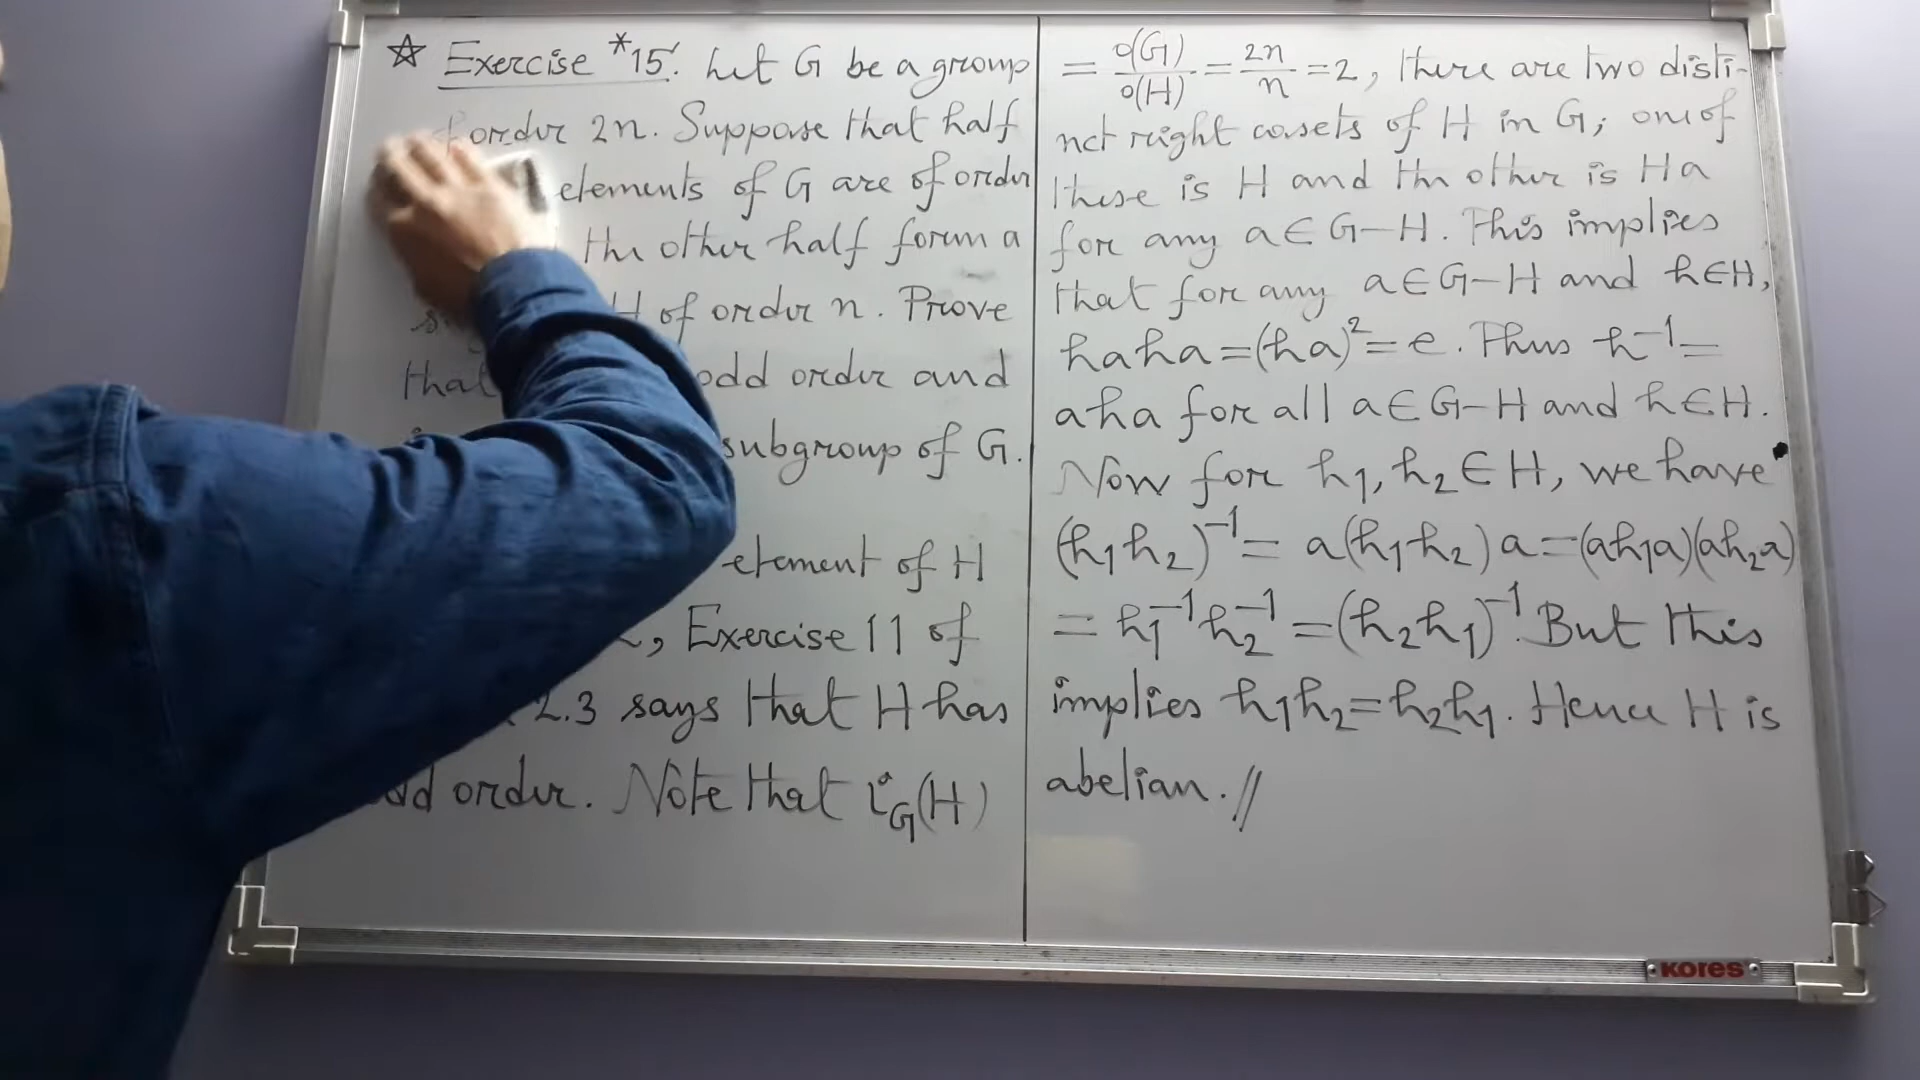 ☆ Exercise *15. Let G be a group
order 2n. Suppose that half
elements of G are of order
the other half form a
H of order n. Prove
that odd order and
subgroup of G.
element of H
, Exercise 11 of
2.3 says that H has
odd order. Note that i_G(H)
= o(G)/o(H) = 2n/n = 2, there are two disti-
nct right cosets of H in G; one of
these is H and the other is Ha
for any a∈G–H. This implies
that for any a∈G–H and h∈H,
haha=(ha)²=e. Thus h⁻¹=
aha for all a∈G–H and h∈H.
Now for h₁, h₂∈H, we have
(h₁h₂)⁻¹= a(h₁h₂)a=(ah₁a)(ah₂a)
= h₁⁻¹h₂⁻¹=(h₂h₁)⁻¹. But this
implies h₁h₂=h₂h₁. Hence H is
abelian.//
KORES